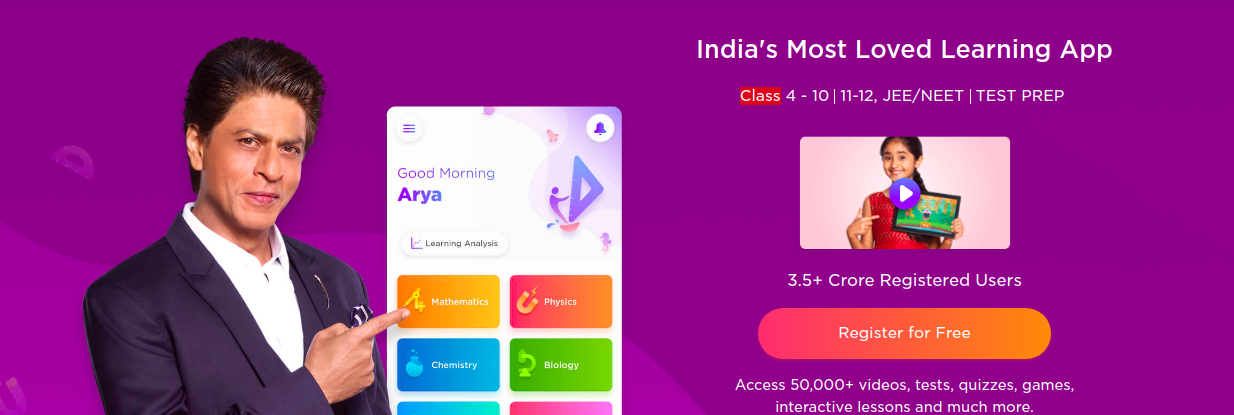 India's Most Loved Learning App
Class 4 - 10 | 11-12, JEE/NEET | TEST PREP
Good Morning
Arya
Learning Analysis
Mathematics
Physics
Chemistry
Biology
3.5+ Crore Registered Users
Register for Free
Access 50,000+ videos, tests, quizzes, games,
interactive lessons and much more.